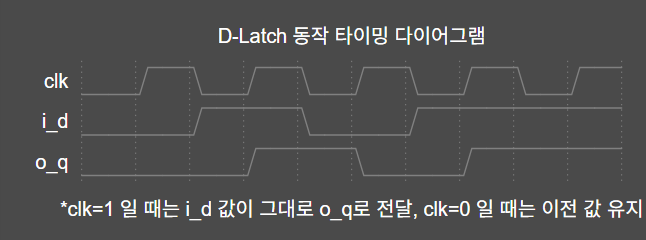 D-Latch 동작 타이밍 다이어그램
clk
i_d
o_q
*clk=1 일 때는 i_d 값이 그대로 o_q로 전달, clk=0 일 때는 이전 값 유지